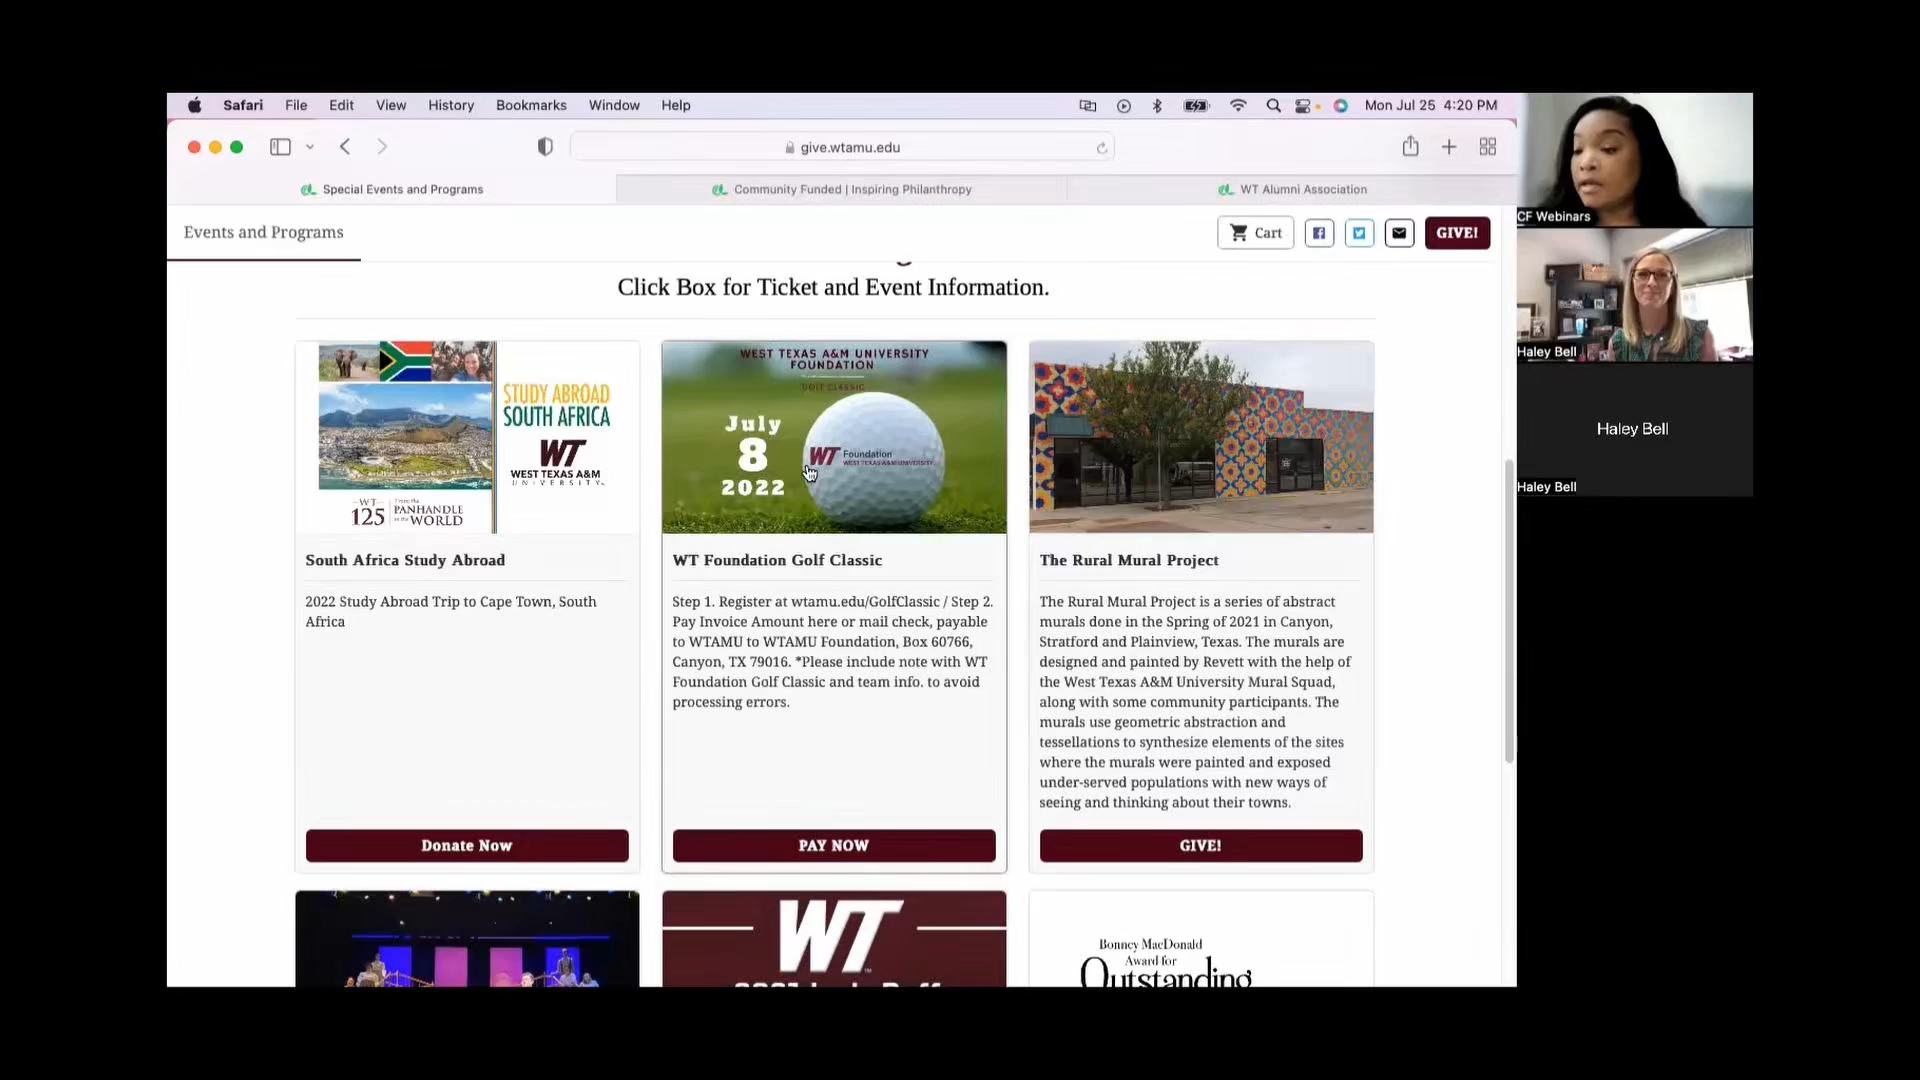 Safari File Edit View History Bookmarks Window Help Mon Jul 25 4:20 PM
give.wtamu.edu
Special Events and Programs
Community Funded | Inspiring Philanthropy
WT Alumni Association
Events and Programs
Cart
GIVE!
Click Box for Ticket and Event Information.
STUDY ABROAD
SOUTH AFRICA
WT
WEST TEXAS A&M
UNIVERSITY
WT
125
From the
PANHANDLE
to the WORLD
South Africa Study Abroad
2022 Study Abroad Trip to Cape Town, South
Africa
Donate Now
WEST TEXAS A&M UNIVERSITY
FOUNDATION
GOLF CLASSIC
July
8
2022
WT Foundation
WEST TEXAS A&M UNIVERSITY
WT Foundation Golf Classic
Step 1. Register at wtamu.edu/GolfClassic / Step 2.
Pay Invoice Amount here or mail check, payable
to WTAMU to WTAMU Foundation, Box 60766,
Canyon, TX 79016. *Please include note with WT
Foundation Golf Classic and team info. to avoid
processing errors.
PAY NOW
The Rural Mural Project
The Rural Mural Project is a series of abstract
murals done in the Spring of 2021 in Canyon,
Stratford and Plainview, Texas. The murals are
designed and painted by Revett with the help of
the West Texas A&M University Mural Squad,
along with some community participants. The
murals use geometric abstraction and
tessellations to synthesize elements of the sites
where the murals were painted and exposed
under-served populations with new ways of
seeing and thinking about their towns.
GIVE!
WT
Bonney MacDonald
Award for
Outstanding
CF Webinars
Haley Bell
Haley Bell
Haley Bell